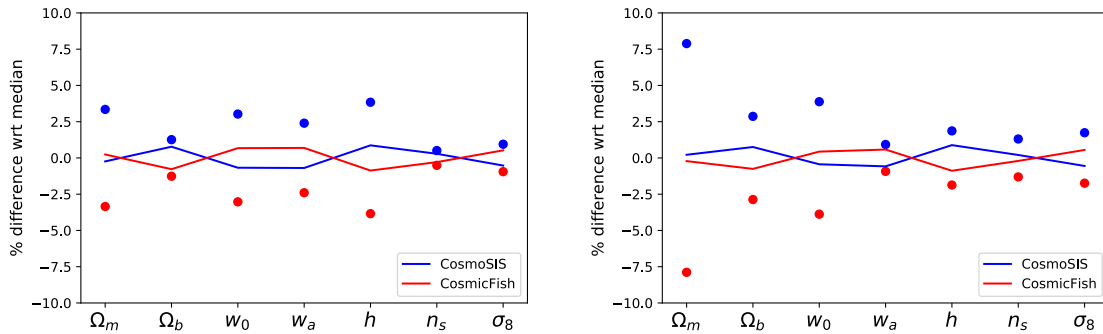 10.0
7.5
5.0
2.5
0.0
−2.5
−5.0
−7.5
−10.0
% difference wrt median
CosmoSIS
CosmicFish
Ωm Ωb w0 wa h ns σ8
10.0
7.5
5.0
2.5
0.0
−2.5
−5.0
−7.5
−10.0
% difference wrt median
CosmoSIS
CosmicFish
Ωm Ωb w0 wa h ns σ8